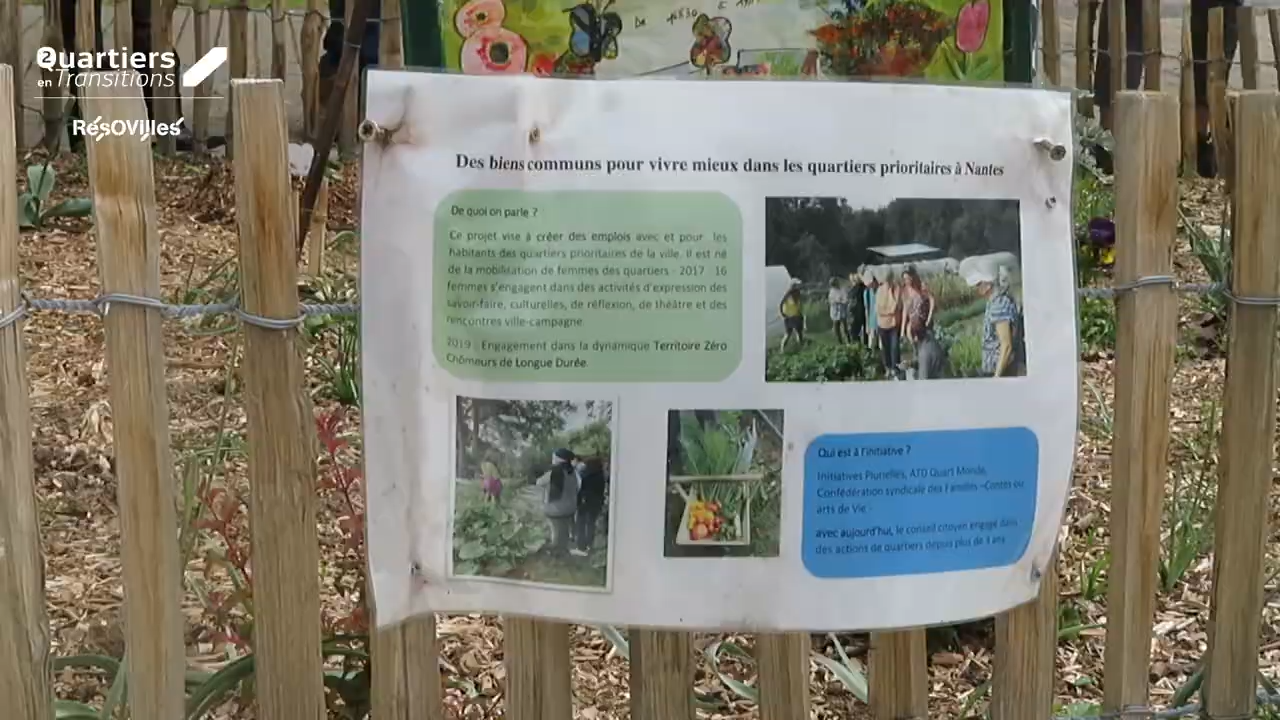 Quartiers
en Transitions
RésOVilles
De 14h30 à
Des biens communs pour vivre mieux dans les quartiers prioritaires à Nantes
De quoi on parle ?
Ce projet vise à créer des emplois avec et pour les
habitants des quartiers prioritaires de la ville. Il est né
de la mobilisation de femmes des quartiers - 2017 16
femmes s'engagent dans des activités d'expression des
savoir-faire, culturelles, de réflexion, de théâtre et des
rencontres ville-campagne.
2019 : Engagement dans la dynamique Territoire Zéro
Chômeurs de Longue Durée.
Qui est à l'initiative ?
Initiatives Plurielles, ATD Quart Monde,
Confédération syndicale des Familles –Contes ou
arts de Vie -
avec aujourd'hui, le conseil citoyen engagé dans
des actions de quartiers depuis plus de 3 ans